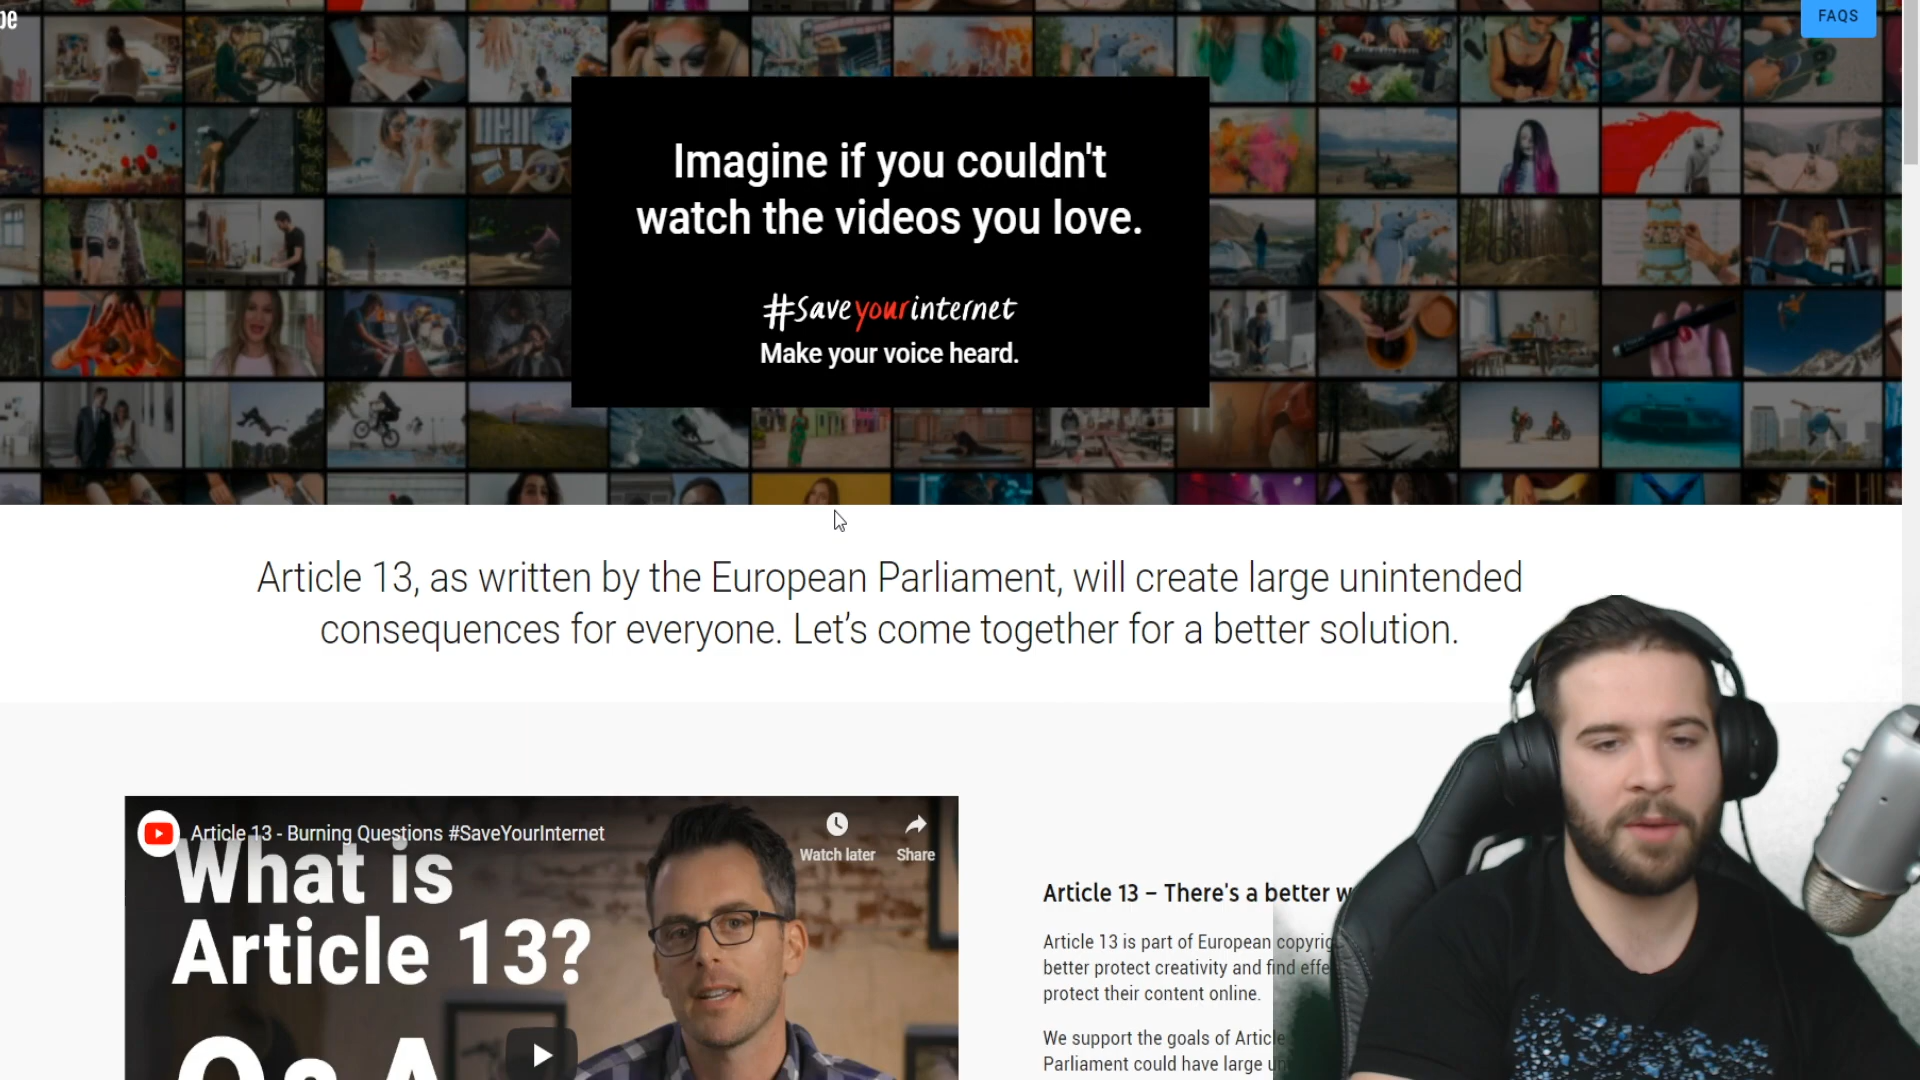 be
FAQS
Imagine if you couldn't
watch the videos you love.
#Saveyourinternet
Make your voice heard.
Article 13, as written by the European Parliament, will create large unintended
consequences for everyone. Let's come together for a better solution.
Article 13 - Burning Questions #SaveYourInternet
Watch later
Share
What is
Article 13?
Article 13 – There's a better
Article 13 is part of European
better protect creativity and find
protect their content online.
We support the goals of Article
Parliament could have large